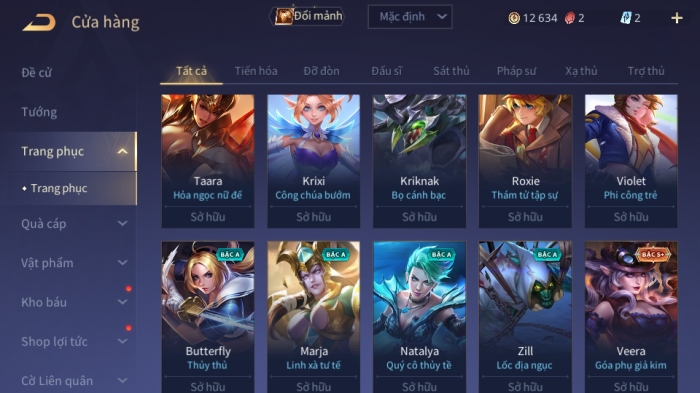 Cửa hàng
Đổi mảnh
Mặc định
12 634
2
2
Đề cử
Tướng
Trang phục
Trang phục
Quà cáp
Vật phẩm
Kho báu
Shop lợi tức
Cờ Liên quân
Tất cả Tiến hóa Đỡ đòn Đấu sĩ Sát thủ Pháp sư Xạ thủ Trợ thủ
Taara
Hỏa ngọc nữ đế
Sở hữu
Krixi
Công chúa bướm
Sở hữu
Kriknak
Bọ cánh bạc
Sở hữu
Roxie
Thám tử tập sự
Sở hữu
Violet
Phi công trẻ
Sở hữu
BẬC A
Butterfly
Thủy thủ
Sở hữu
BẬC A
Marja
Linh xà tư tế
Sở hữu
BẬC A
Natalya
Quý cô thủy tề
Sở hữu
BẬC A
Zill
Lốc địa ngục
Sở hữu
BẬC S+
Veera
Góa phụ giả kim
Sở hữu